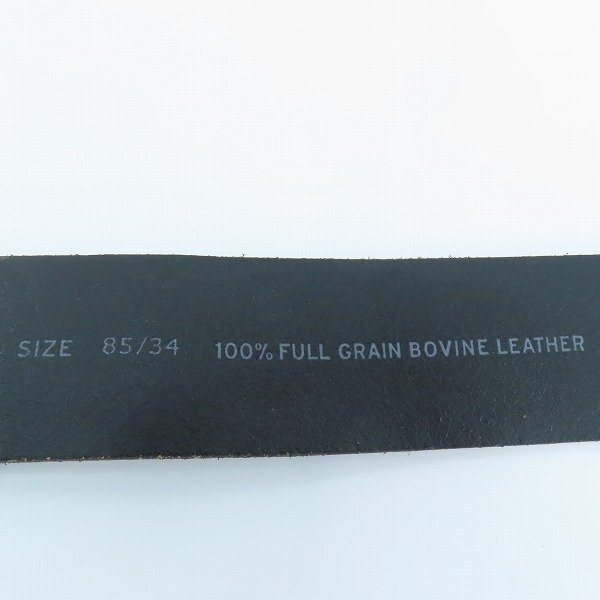 SIZE 85/34 100% FULL GRAIN BOVINE LEATHER